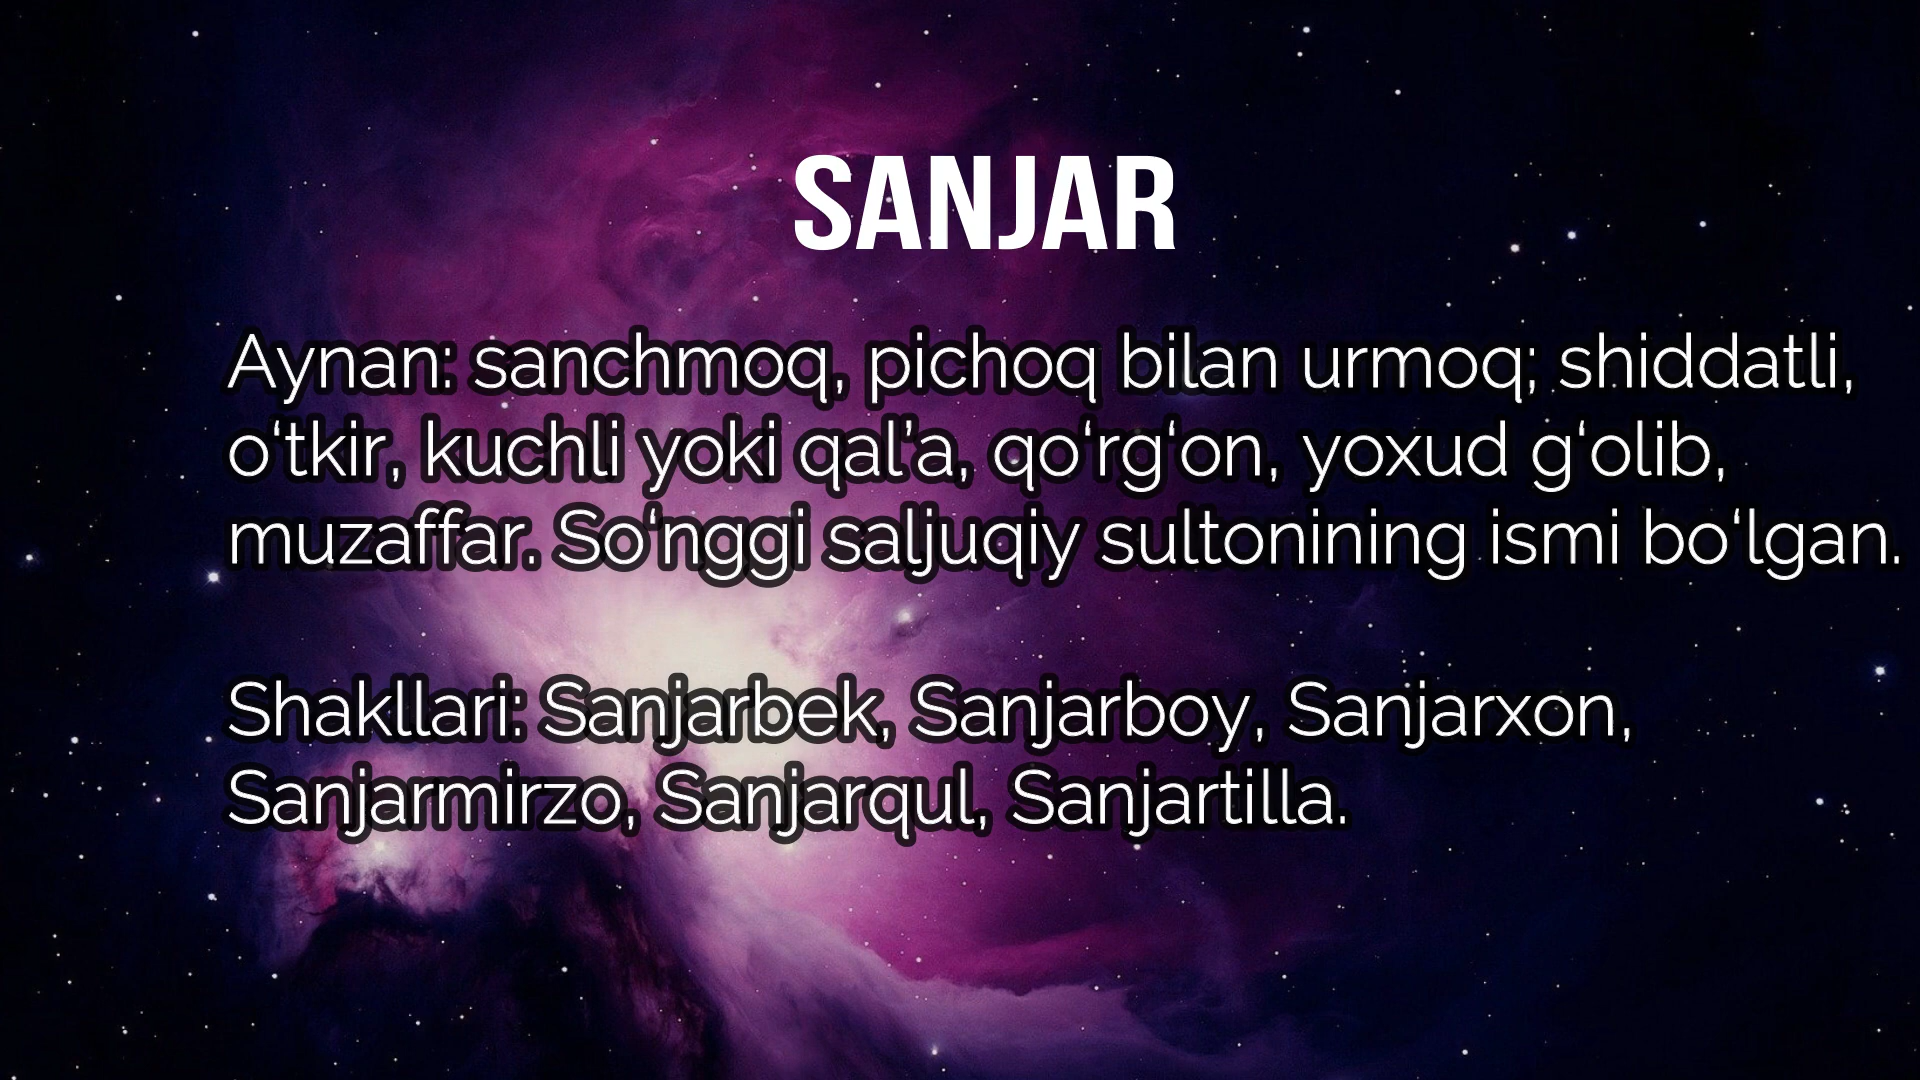 SANJAR
Aynan: sanchmoq, pichoq bilan urmoq; shiddatli,
o‘tkir, kuchli yoki qal’a, qo‘rg‘on, yoxud g‘olib,
muzaffar. So‘nggi saljuqiy sultonining ismi bo‘lgan.
Shakllari: Sanjarbek, Sanjarboy, Sanjarxon,
Sanjarmirzo, Sanjarqul, Sanjartilla.